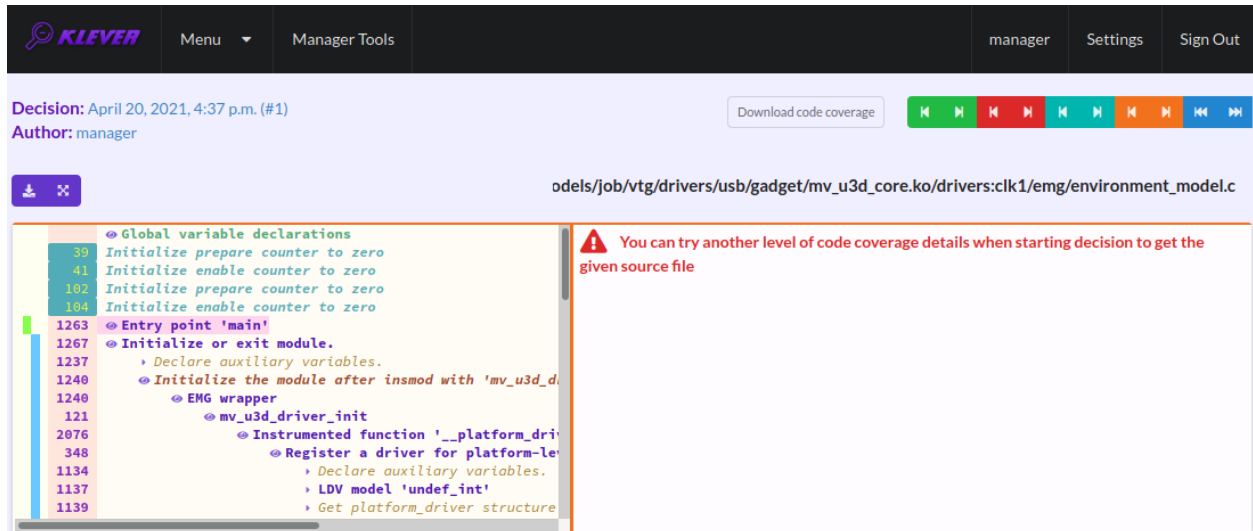 KLEVER
Menu
Manager Tools
manager
Settings
Sign Out
Decision: April 20, 2021, 4:37 p.m. (#1)
Author: manager
Download code coverage
odels/job/vtg/drivers/usb/gadget/mv_u3d_core.ko/drivers:clk1/emg/environment_model.c
Global variable declarations
39 Initialize prepare counter to zero
41 Initialize enable counter to zero
102 Initialize prepare counter to zero
104 Initialize enable counter to zero
1263 Entry point 'main'
1267 Initialize or exit module.
1237 Declare auxiliary variables.
1240 Initialize the module after insmod with 'mv_u3d_d
1240 EMG wrapper
121 mv_u3d_driver_init
2076 Instrumented function '__platform_driv
348 Register a driver for platform-le
1134 Declare auxiliary variables.
1137 LDV model 'undef_int'
1139 Get platform_driver structure
You can try another level of code coverage details when starting decision to get the
given source file